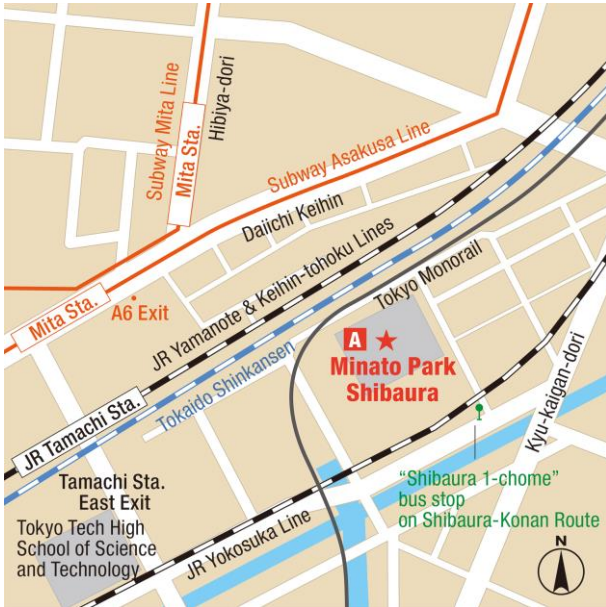 Subway Mita Line
Mita Sta.
Hibiya-dori
Subway Asakusa Line
Daiichi Keihin
Mita Sta.
A6 Exit
JR Yamanote & Keihin-tohoku Lines
Tokyo Monorail
Tokaido Shinkansen
A
Minato Park
Shibaura
JR Tamachi Sta.
Kyu-kaigan-dori
Tamachi Sta.
East Exit
Tokyo Tech High
School of Science
and Technology
JR Yokosuka Line
“Shibaura 1-chome”
bus stop
on Shibaura-Konan Route
N